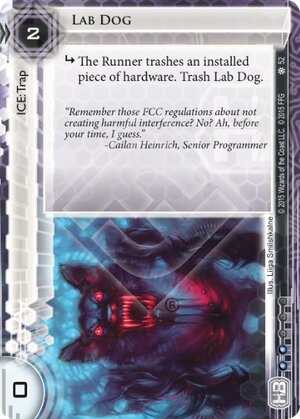 LAB DOG
2
ICE: Trap
↳ The Runner trashes an installed
piece of hardware. Trash Lab Dog.
"Remember those FCC regulations about not
creating harmful interference? No? Ah, before
your time, I guess."
-Cailan Heinrich, Senior Programmer
52
© 2015 Wizards of the Coast LLC. © 2015 FFG
Illus. Liiga Smilshkalne
®
0
HB